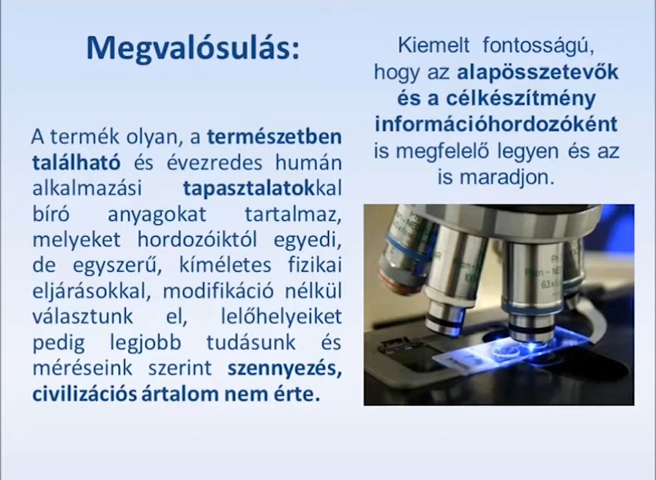 Megvalósulás:
A termék olyan, a természetben
található és évezredes humán
alkalmazási tapasztalatokkal
bíró anyagokat tartalmaz,
melyeket hordozóiktól egyedi,
de egyszerű, kíméletes fizikai
eljárásokkal, modifikáció nélkül
választunk el, lelőhelyeiket
pedig legjobb tudásunk és
méréseink szerint szennyezés,
civilizációs ártalom nem érte.
Kiemelt fontosságú,
hogy az alapösszetevők
és a célkészítmény
információhordozóként
is megfelelő legyen és az
is maradjon.